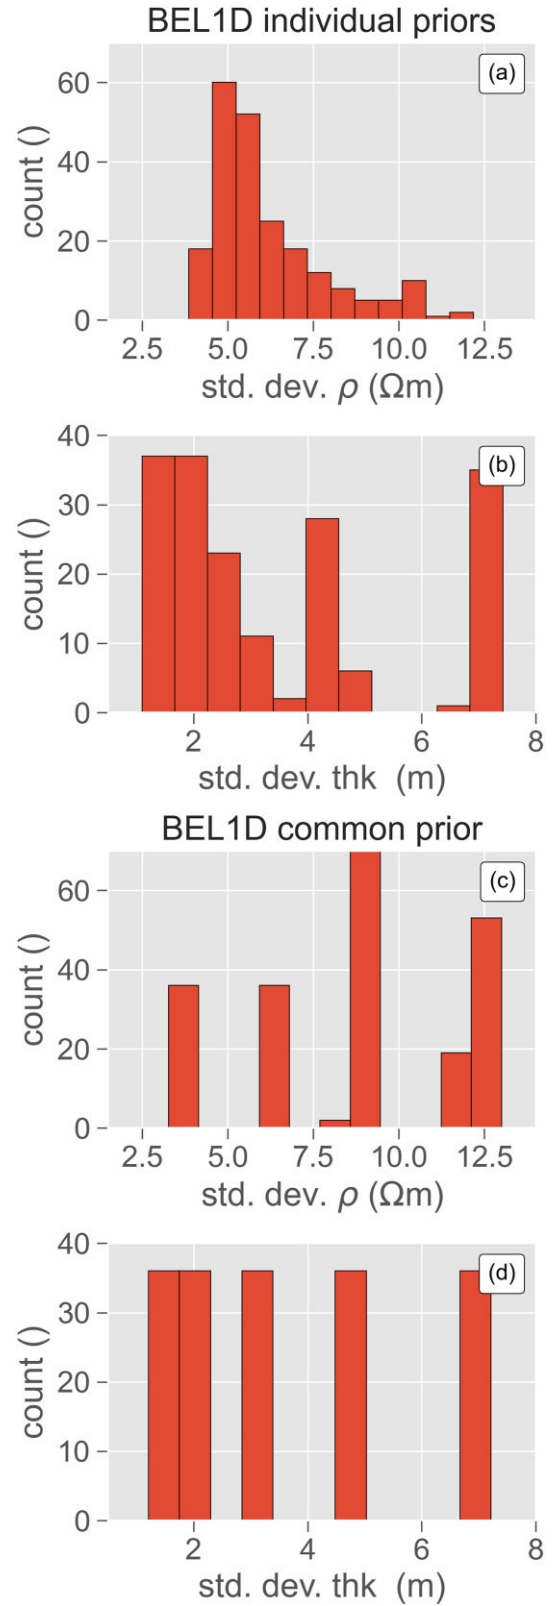 BEL1D individual priors
(a)
60
40
20
0
count ()
2.5 5.0 7.5 10.0 12.5
std. dev. ρ (Ωm)
(b)
40
30
20
10
0
count ()
2 4 6 8
std. dev. thk (m)
BEL1D common prior
(c)
60
40
20
0
count ()
2.5 5.0 7.5 10.0 12.5
std. dev. ρ (Ωm)
(d)
40
30
20
10
0
count ()
2 4 6 8
std. dev. thk (m)